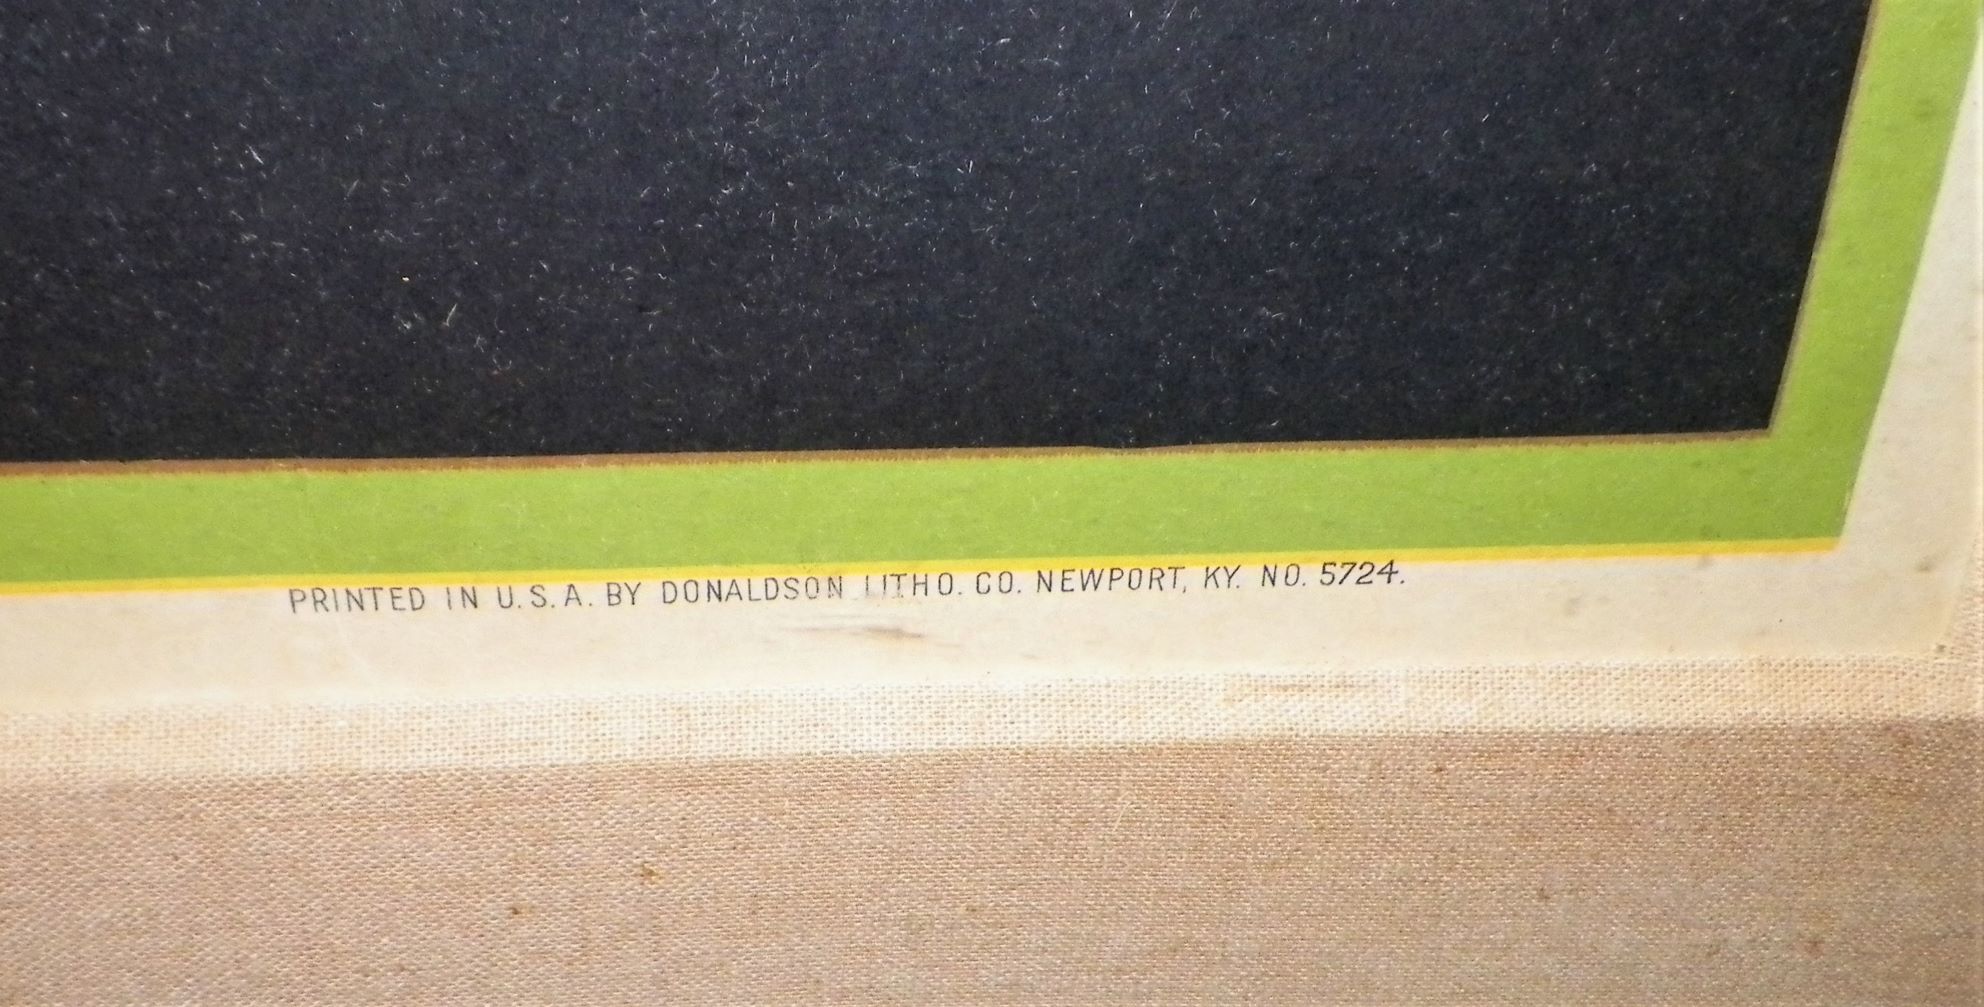 PRINTED IN U.S.A. BY DONALDSON LITHO. CO. NEWPORT, KY. NO. 5724.